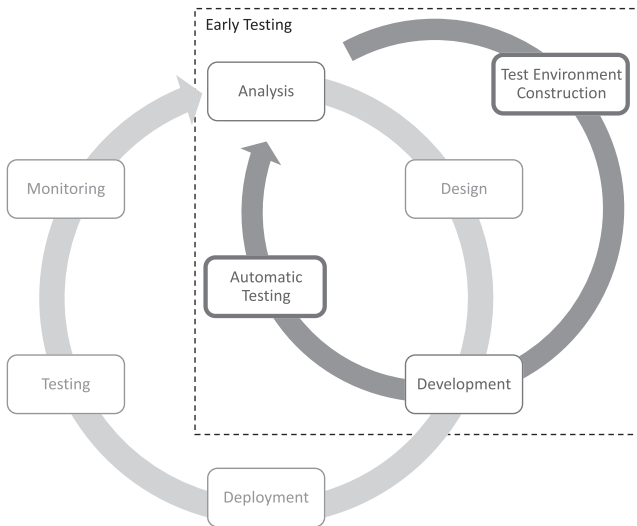 Early Testing
Analysis
Test Environment
Construction
Monitoring
Design
Automatic
Testing
Testing
Development
Deployment